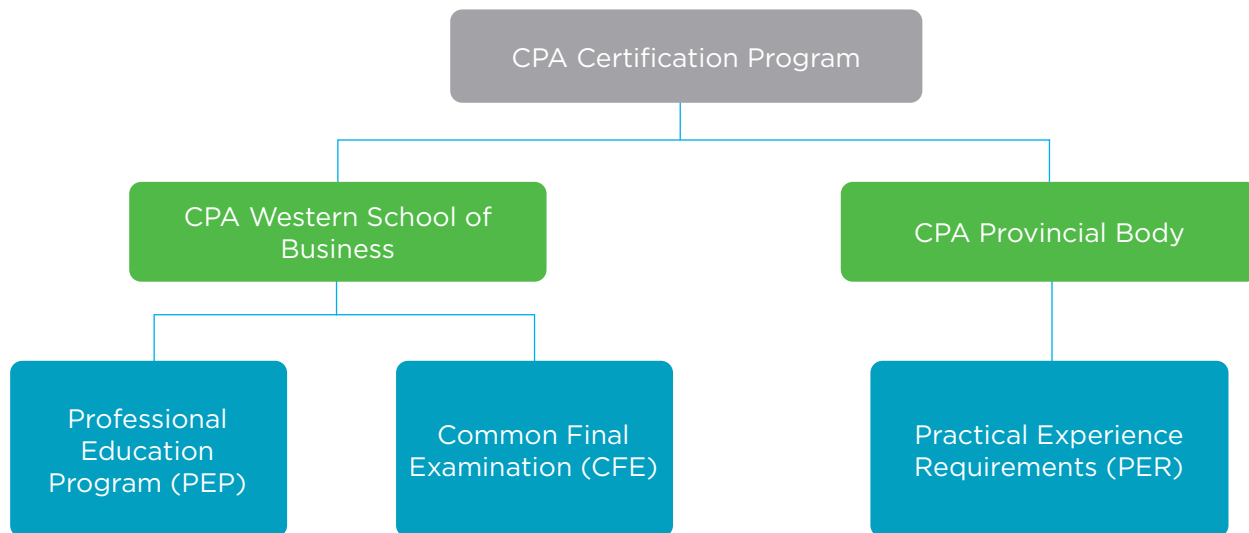 CPA Certification Program
CPA Western School of
Business
CPA Provincial Body
Professional
Education
Program (PEP)
Common Final
Examination (CFE)
Practical Experience
Requirements (PER)